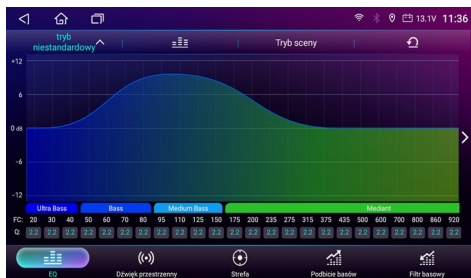 13.1V 11:36
tryb
niestandardowy
Tryb sceny
+12
6
0 dB
-6
-12
Ultra Bass Bass Medium Bass Mediant
FC: 20 30 40 50 60 70 80 95 110 125 150 175 200 235 275 315 375 435 500 600 700 800 860 920
Q: 2.2 2.2 2.2 2.2 2.2 2.2 2.2 2.2 2.2 2.2 2.2 2.2 2.2 2.2 2.2 2.2 2.2 2.2 2.2 2.2 2.2 2.2 2.2 2.2
EQ Dźwięk przestrzenny Strefa Podbicie basów Filtr basowy